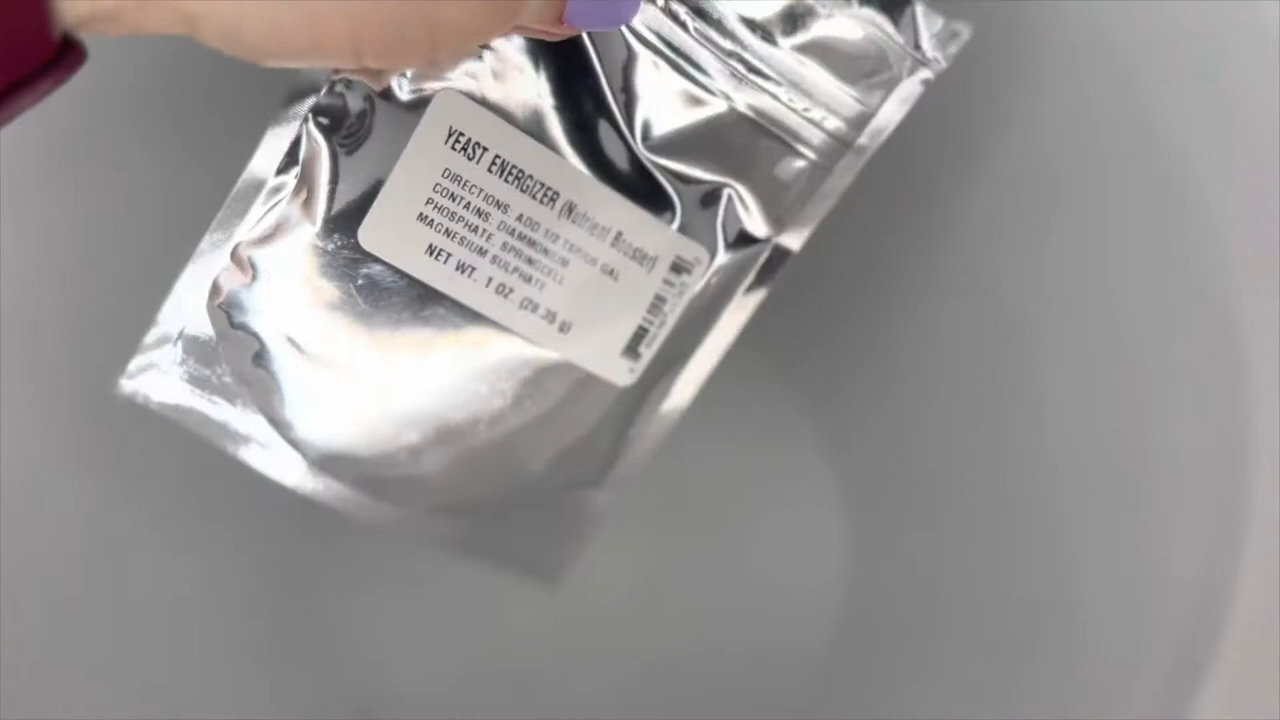 YEAST ENERGIZER (Nutrient Booster)
DIRECTIONS: ADD 1/2 TSP/5 GAL
CONTAINS: DIAMMONIUM
PHOSPHATE, SPRINGCELL
MAGNESIUM SULPHATE
NET WT. 1 OZ. (28.35 g)